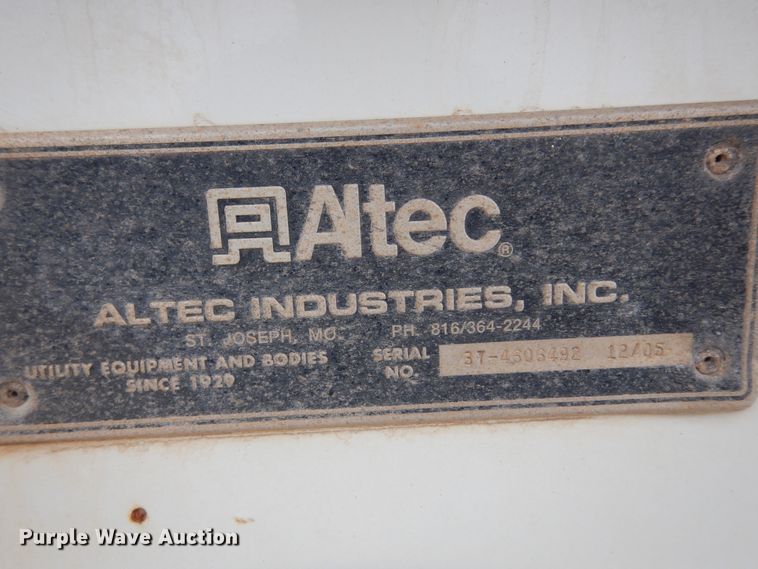 Altec®
ALTEC INDUSTRIES, INC.
ST. JOSEPH, MO. PH. 816/364-2244
UTILITY EQUIPMENT AND BODIES
SINCE 1929
SERIAL NO. 12/05
Purple Wave Auction®